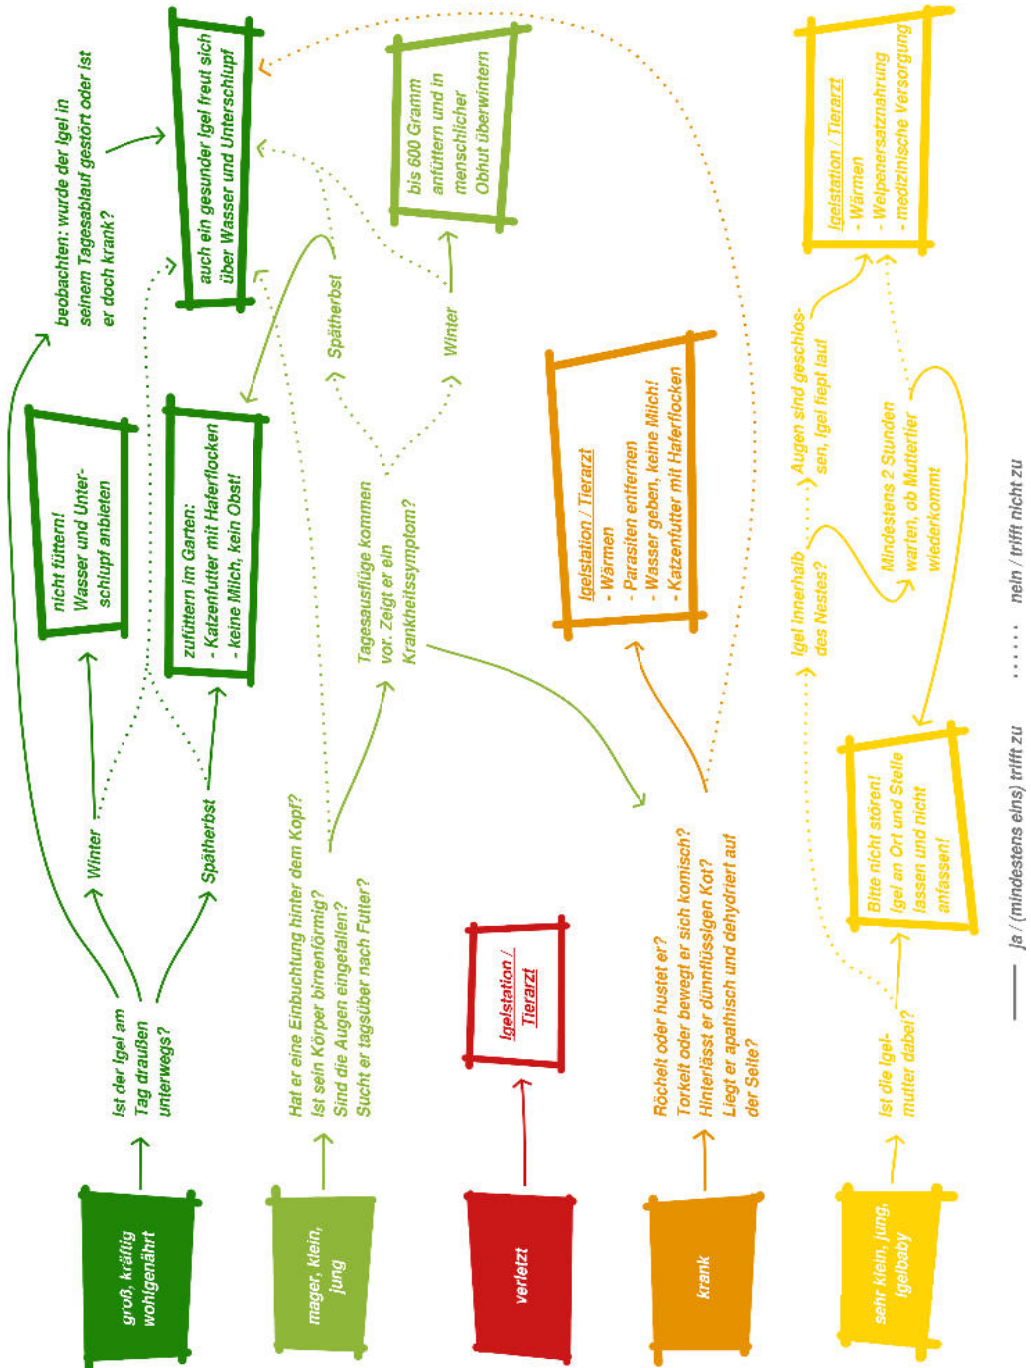 groß, kräftig
wohlgenährt
Ist der Igel am
Tag draußen
unterwegs?
Winter
Spätherbst
nicht füttern!
Wasser und Unter-
schlupf anbieten
zufüttern im Garten:
- Katzenfutter mit Haferflocken
- keine Milch, kein Obst!
beobachten: wurde der Igel in
seinem Tagesablauf gestört oder ist
er doch krank?
auch ein gesunder Igel freut sich
über Wasser und Unterschlupf
mager, klein,
jung
Hat er eine Einbuchtung hinter dem Kopf?
Ist sein Körper birnenförmig?
Sind die Augen eingefallen?
Sucht er tagsüber nach Futter?
Tagesausflüge kommen
vor. Zeigt er ein
Krankheitssymptom?
Spätherbst
Winter
bis 600 Gramm
anfüttern und in
menschlicher
Obhut überwintern
verletzt
Igelstation /
Tierarzt
krank
Röchelt oder hustet er?
Torkelt oder bewegt er sich komisch?
Hinterlässt er dünnflüssigen Kot?
Liegt er apathisch und dehydriert auf
der Seite?
Igelstation / Tierarzt
- Wärmen
- Parasiten entfernen
- Wasser geben, keine Milch!
- Katzenfutter mit Haferflocken
sehr klein, jung,
Igelbaby
Ist die Igel-
mutter dabei?
Bitte nicht stören!
Igel an Ort und Stelle
lassen und nicht
anfassen!
Igel innerhalb
des Nestes?
Augen sind geschlos-
sen, Igel fiept laut
Mindestens 2 Stunden
warten, ob Muttertier
wiederkommt
Igelstation / Tierarzt
- Wärmen
- Welpenersatznahrung
- medizinische Versorgung
ja / (mindestens eins) trifft zu
nein / trifft nicht zu